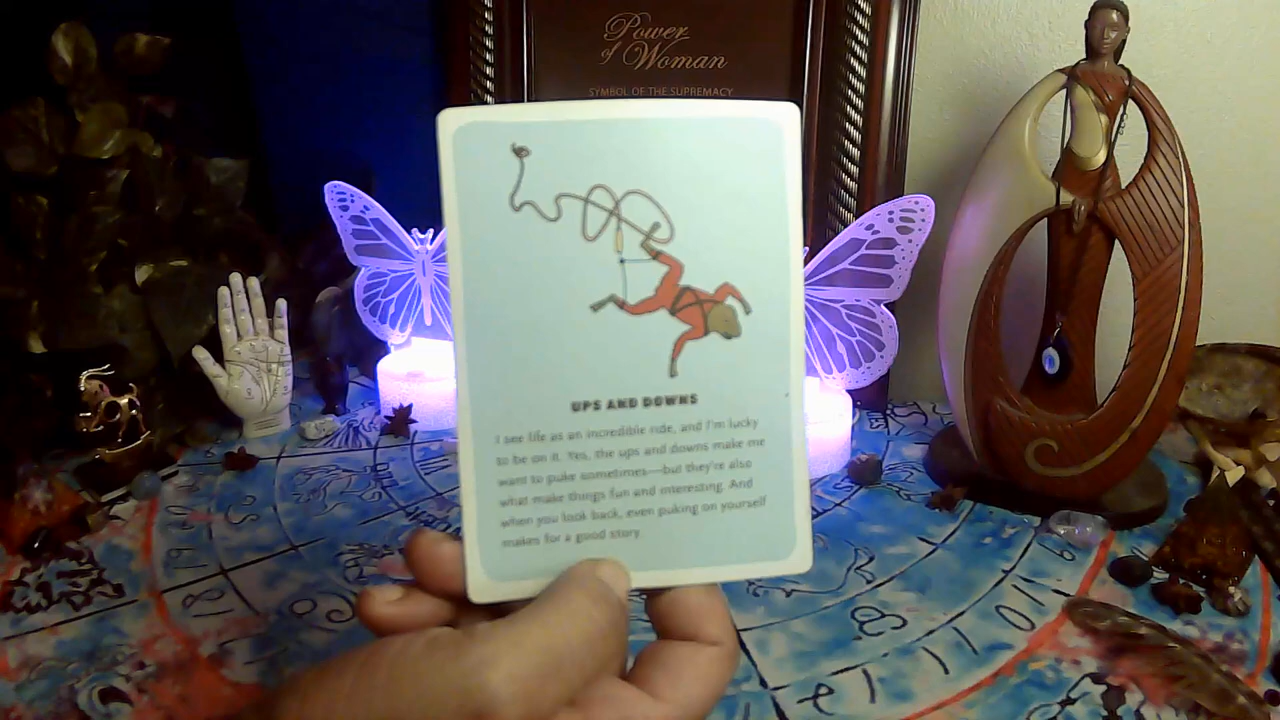 Power
of Woman
SYMBOL OF THE SUPREMACY
UPS AND DOWNS
I see life as an incredible ride, and I'm lucky
to be on it. Yes, the ups and downs make me
want to puke sometimes—but they're also
what make things fun and interesting. And
when you look back, even puking on yourself
makes for a good story.
10
11